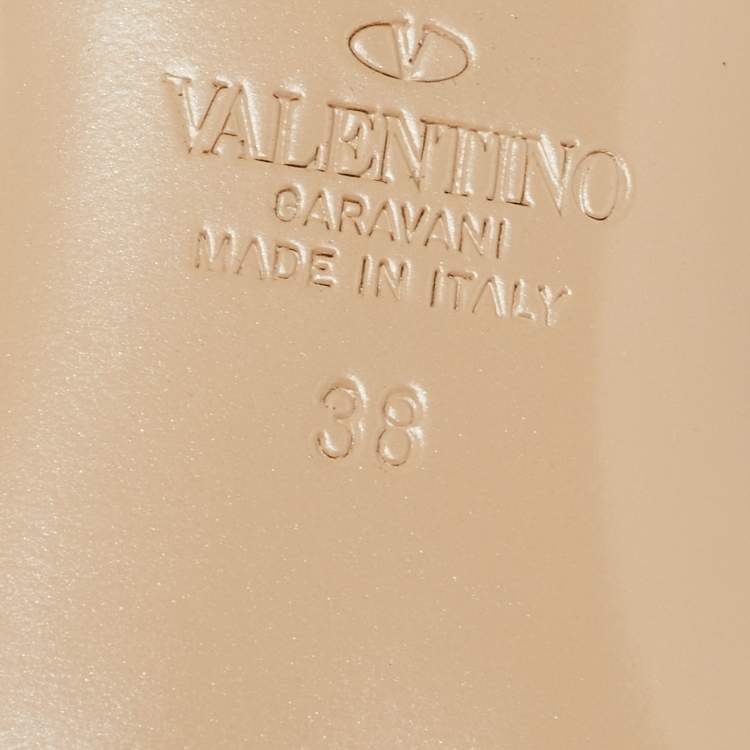 V
VALENTINO
GARAVANI
MADE IN ITALY
38